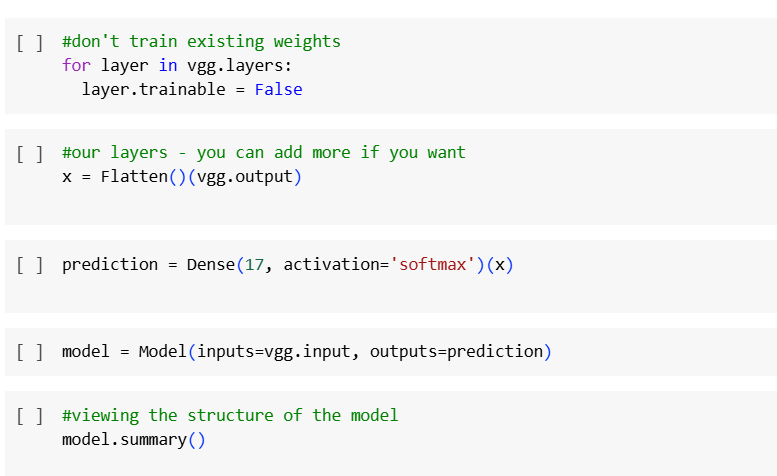 [ ] #don't train existing weights
for layer in vgg.layers:
  layer.trainable = False
[ ] #our layers - you can add more if you want
x = Flatten()(vgg.output)
[ ] prediction = Dense(17, activation='softmax')(x)
[ ] model = Model(inputs=vgg.input, outputs=prediction)
[ ] #viewing the structure of the model
model.summary()